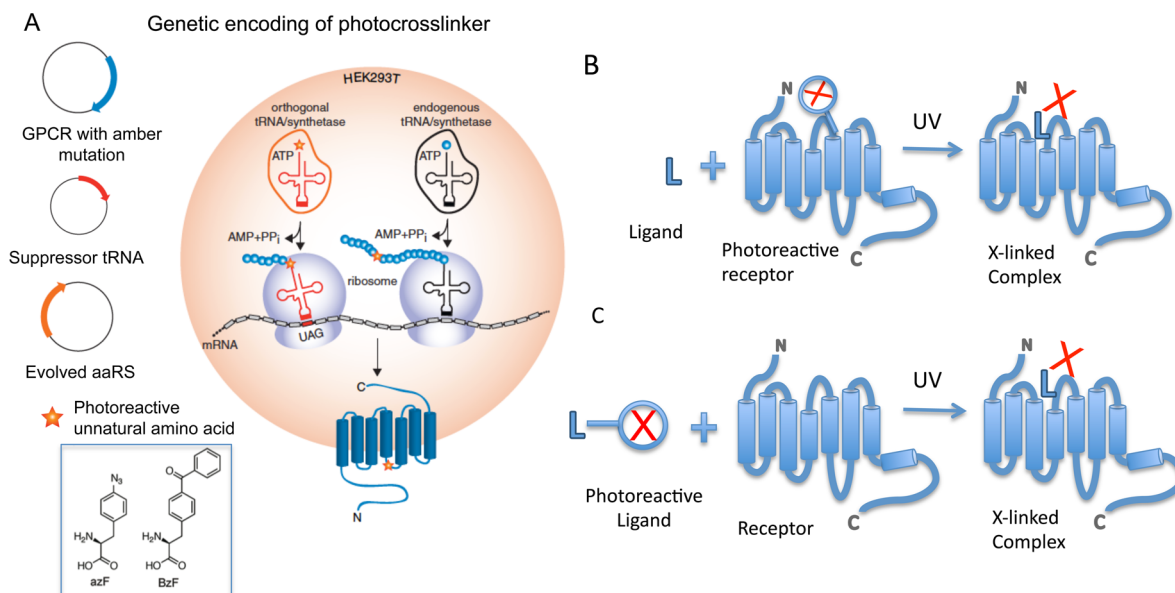 A
Genetic encoding of photocrosslinker
GPCR with amber
mutation
Suppressor tRNA
Evolved aaRS
Photoreactive
unnatural amino acid
N₃
H₂N
HO
O
azF
O
H₂N
HO
O
BzF
HEK293T
orthogonal
tRNA/synthetase
endogenous
tRNA/synthetase
ATP
ATP
AMP+PPi
AMP+PPi
ribosome
mRNA
UAG
C
N
B
L
Ligand
+
N
X
C
Photoreactive
receptor
UV
N
L
X
C
X-linked
Complex
C
L
X
Photoreactive
Ligand
+
N
C
Receptor
UV
N
L
X
C
X-linked
Complex